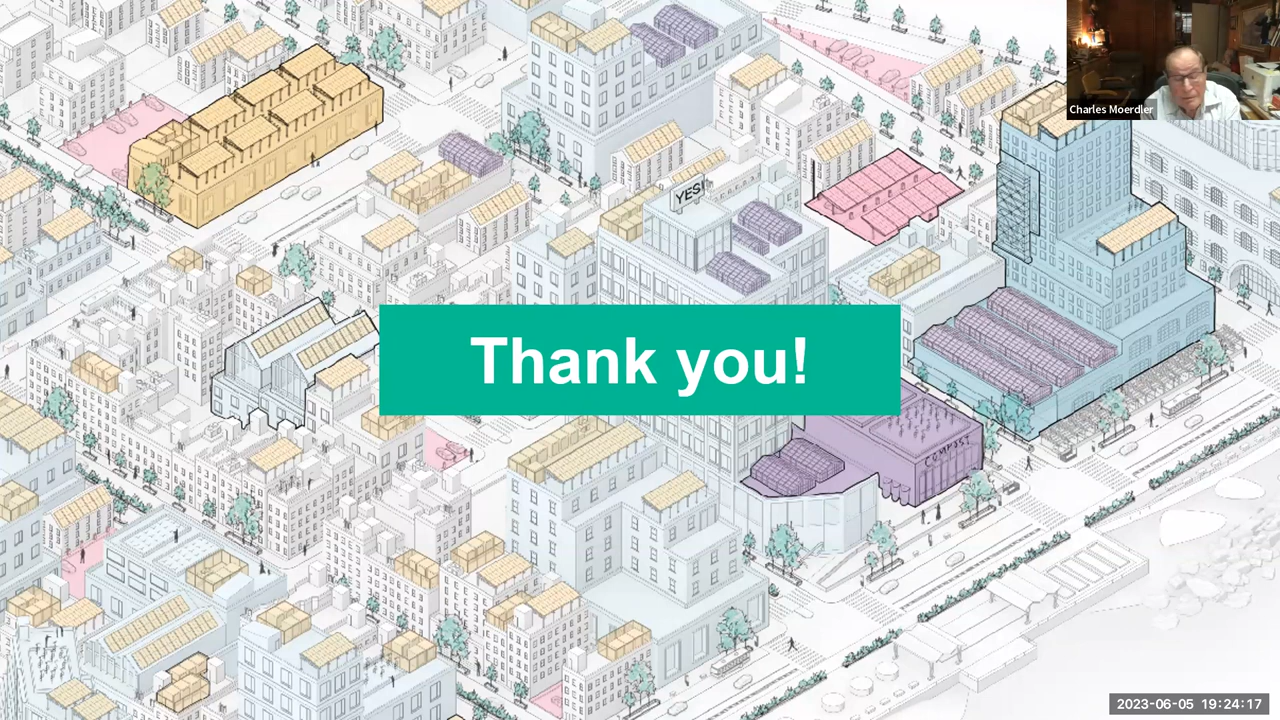 Charles Moerdler
YES!
Thank you!
COMPOST
2023-06-05 19:24:17